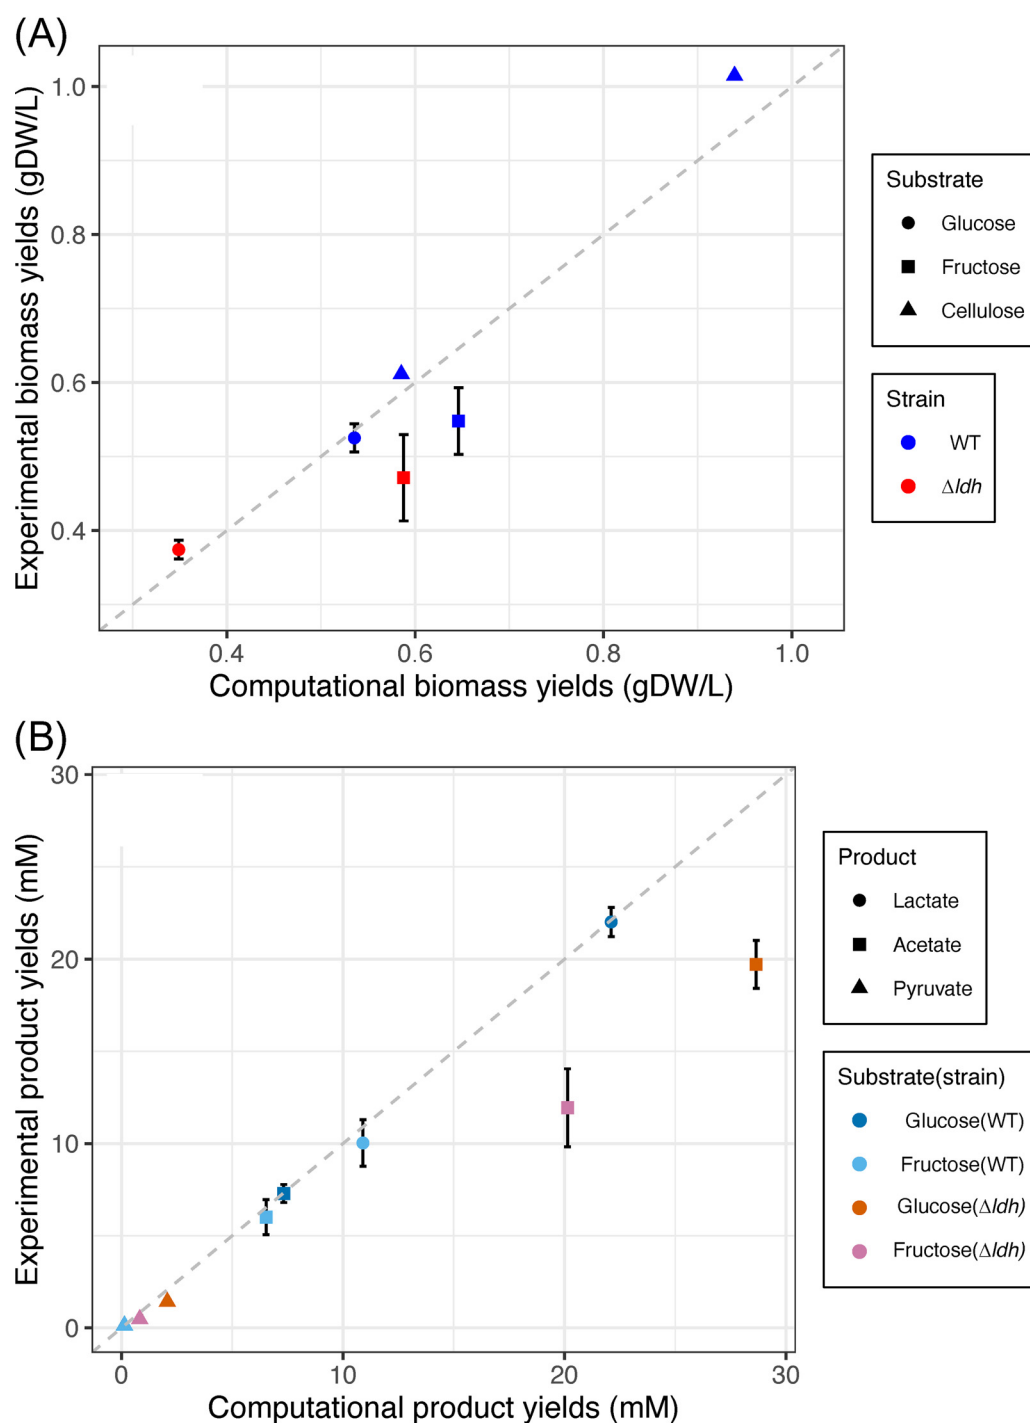 (A)
Experimental biomass yields (gDW/L)
1.0
0.8
0.6
0.4
0.4 0.6 0.8 1.0
Computational biomass yields (gDW/L)
Substrate
Glucose
Fructose
Cellulose
Strain
WT
Δldh
(B)
Experimental product yields (mM)
30
20
10
0
0 10 20 30
Computational product yields (mM)
Product
Lactate
Acetate
Pyruvate
Substrate(strain)
Glucose(WT)
Fructose(WT)
Glucose(Δldh)
Fructose(Δldh)